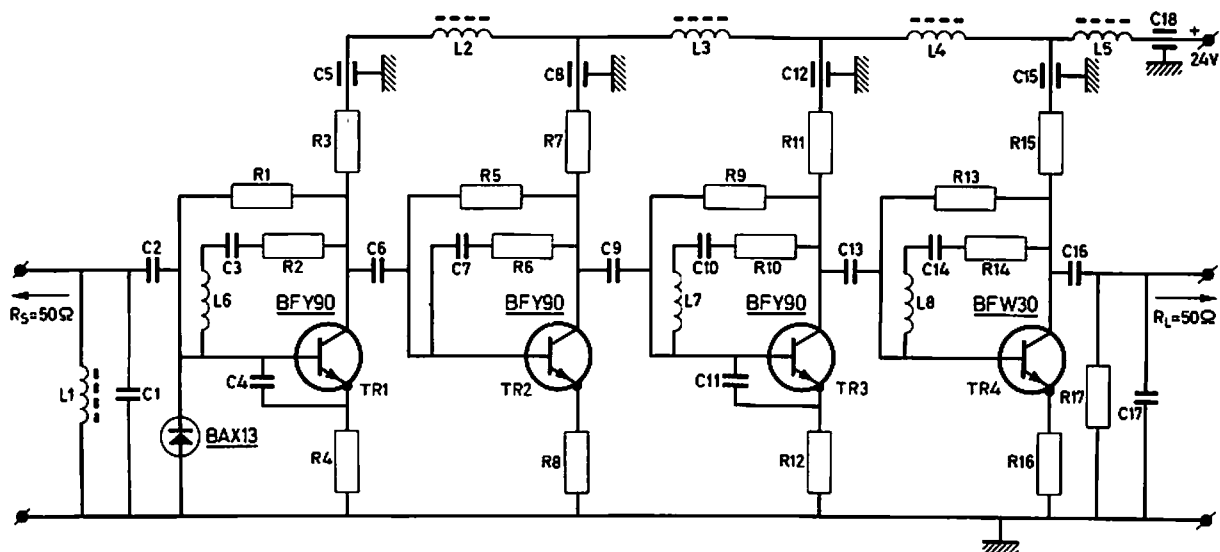 C18
+
24V
L2
L3
L4
L5
C5
C8
C12
C15
R3
R7
R11
R15
R1
R5
R9
R13
C2
C3
R2
C6
C7
R6
C9
C10
R10
C13
C14
R14
C16
RS=50Ω
L6
BFY90
BFY90
L7
BFY90
L8
BFW30
RL=50Ω
L1
C1
C4
TR1
TR2
C11
TR3
TR4
R17
C17
BAX13
R4
R8
R12
R16